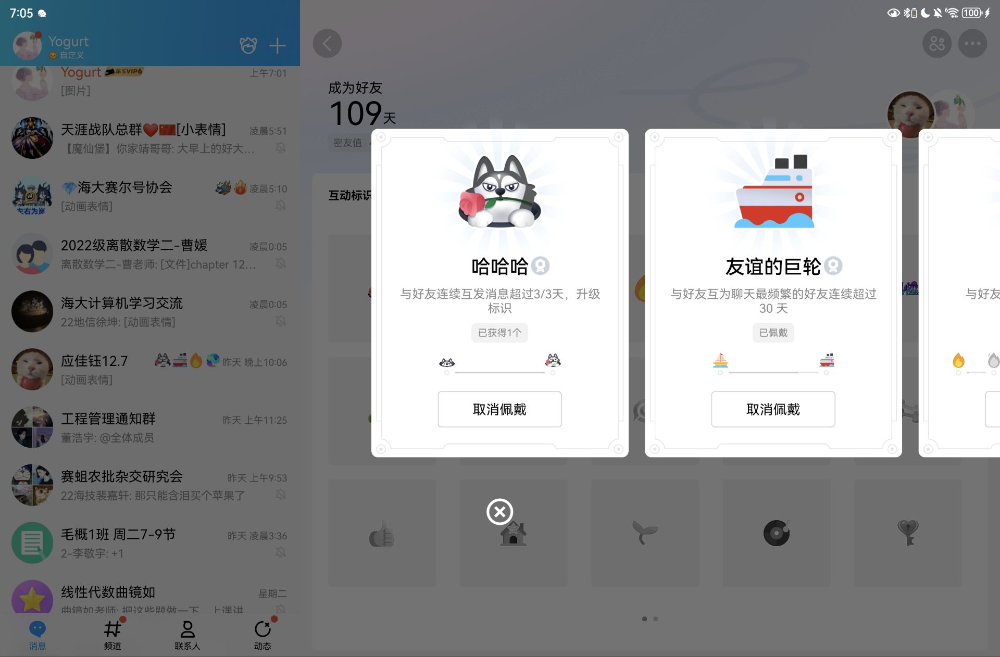 7:05
6
100
Yogurt
自定义
Yogurt
年SVIP6
上午7:01
[图片]
天涯战队总群❤️🇨🇳[小表情]
凌晨5:51
【魔仙堡】你家靖哥哥: 大早上的好大...
左右为岚
💎海大赛尔号协会
凌晨5:10
[动画表情]
2022级离散数学二-曹媛
凌晨0:05
离散数学二-曹老师: [文件]chapter 12...
海大计算机学习交流
凌晨0:05
22地信徐坤: [动画表情]
应佳钰12.7
昨天 晚上10:06
[动画表情]
工程管理通知群
昨天 上午11:25
董浩宇: @全体成员
赛蛆农批杂交研究会
昨天 上午9:53
22海技裴嘉轩: 那只能含泪买个苹果了
毛概1班 周二7-9节
昨天 凌晨3:36
2-李敬宇: +1
线性代数曲镜如
星期二
曲镜如老师: 把这些题做一下, 上课讲
消息
频道
联系人
动态
成为好友
109天
密友值
互动标识
哈哈哈
与好友连续互发消息超过3/3天，升级
标识
已获得1个
取消佩戴
友谊的巨轮
与好友互为聊天最频繁的好友连续超过
30 天
已佩戴
取消佩戴
与好友